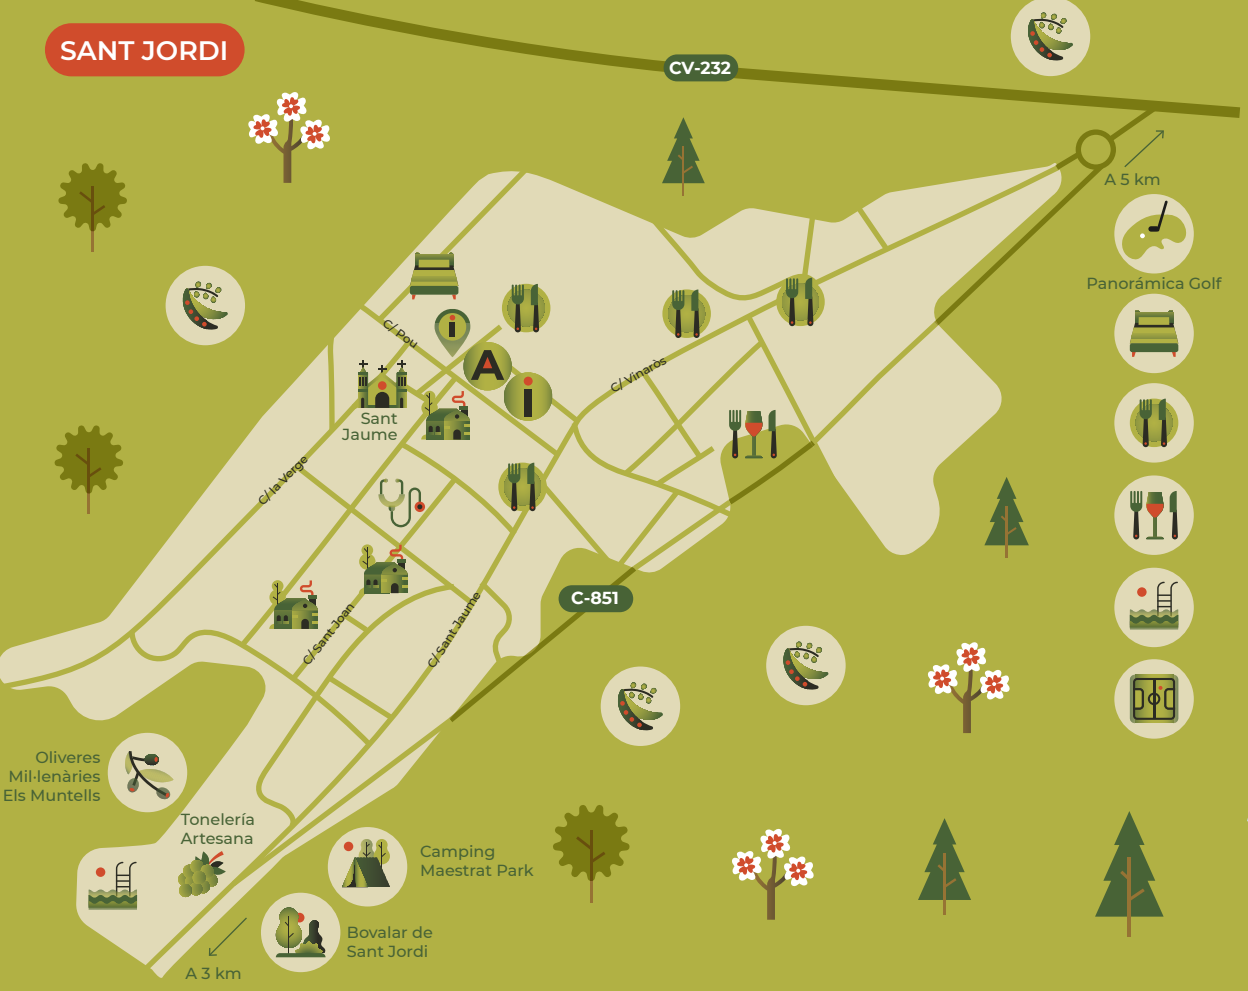 SANT JORDI
CV-232
A 5 km
Panorámica Golf
C/ Pou
i
A
i
C/ Vinaròs
Sant
Jaume
C/ la Verge
C-851
C/ Sant Joan
C/ Sant Jaume
Oliveres
Mil·lenàries
Els Muntells
Tonelería
Artesana
Camping
Maestrat Park
Bovalar de
Sant Jordi
A 3 km